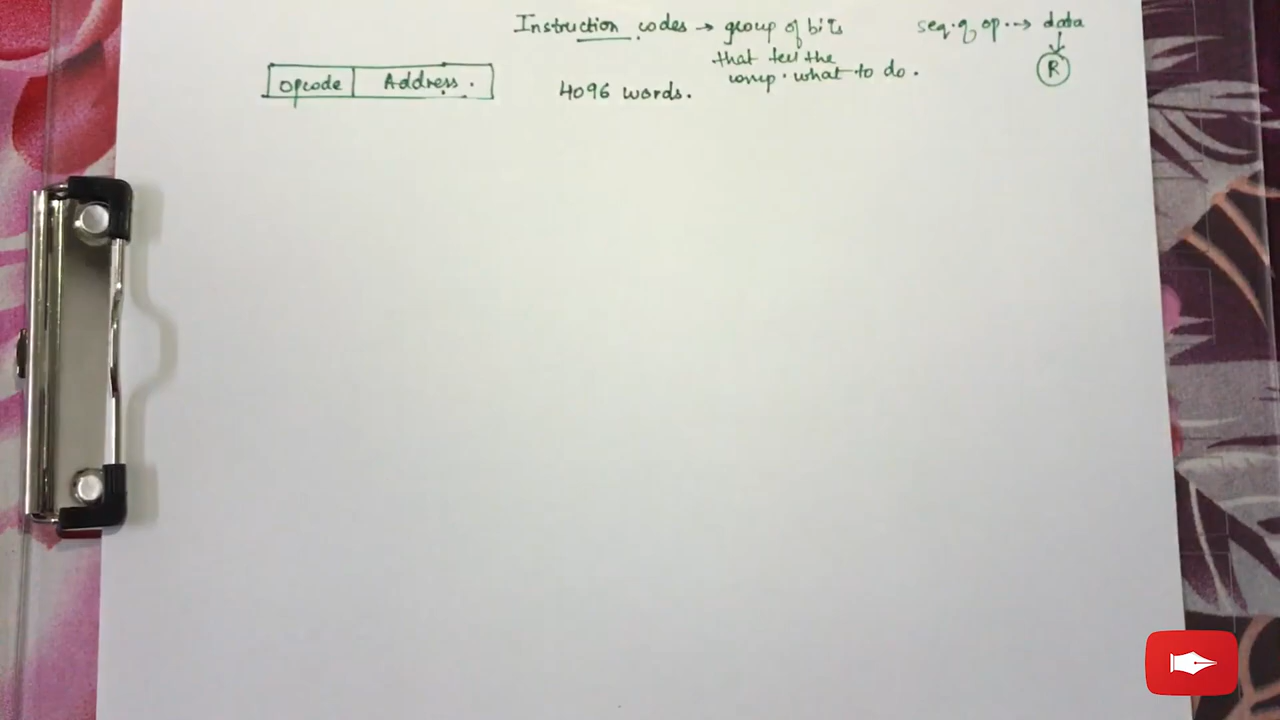 Instruction codes → group of bits
that tell the
comp. what to do.
seq. of op. → data
R
Opcode Address.
4096 words.